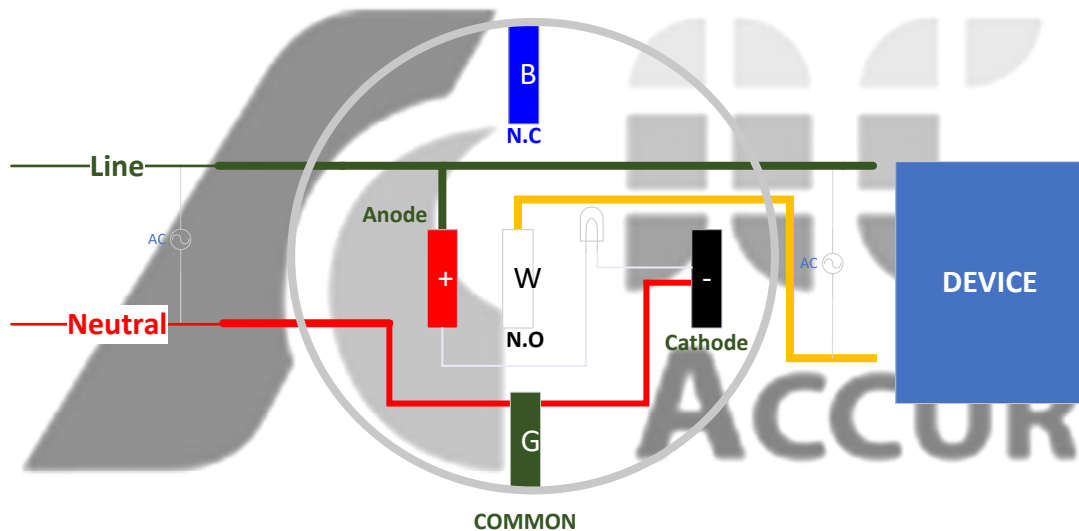 B
N.C
Line
Anode
AC
+
W
-
AC
DEVICE
Neutral
N.O
Cathode
G
ACCUR
COMMON